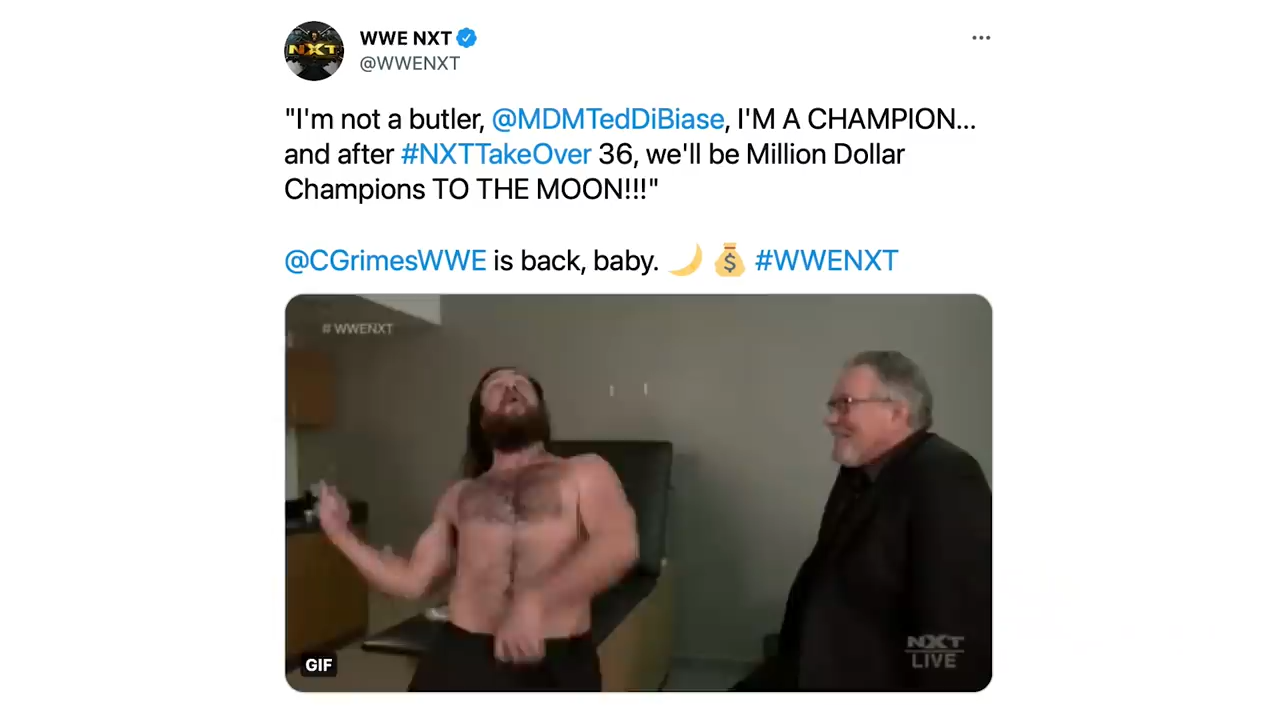 WWE NXT
@WWENXT
"I'm not a butler, @MDMTedDiBiase, I'M A CHAMPION...
and after #NXTTakeOver 36, we'll be Million Dollar
Champions TO THE MOON!!!"
@CGrimesWWE is back, baby. 🌙 💰 #WWENXT
# WWENXT
GIF
NXT
LIVE